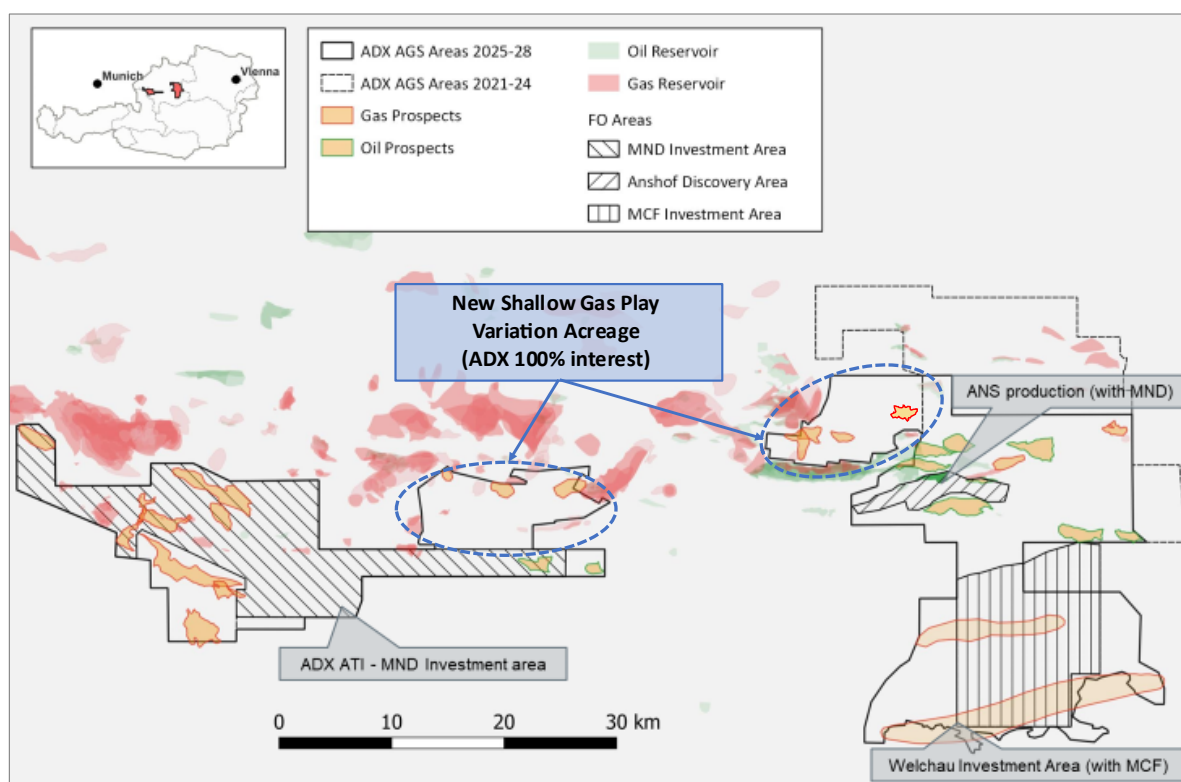 Munich
Vienna
ADX AGS Areas 2025-28
ADX AGS Areas 2021-24
Gas Prospects
Oil Prospects
Oil Reservoir
Gas Reservoir
FO Areas
MND Investment Area
Anshof Discovery Area
MCF Investment Area
New Shallow Gas Play
Variation Acreage
(ADX 100% interest)
ANS production (with MND)
ADX ATI - MND Investment area
0 10 20 30 km
Welchau Investment Area (with MCF)